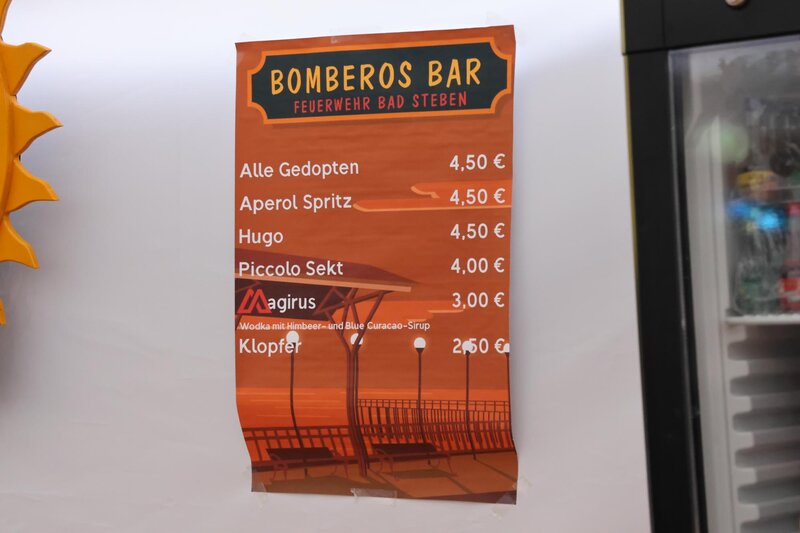 BOMBEROS BAR
FEUERWEHR BAD STEBEN
Alle Gedopten 4,50 €
Aperol Spritz 4,50 €
Hugo 4,50 €
Piccolo Sekt 4,00 €
Magirus 3,00 €
Wodka mit Himbeer- und Blue Curacao-Sirup
Klopfer 2,50 €